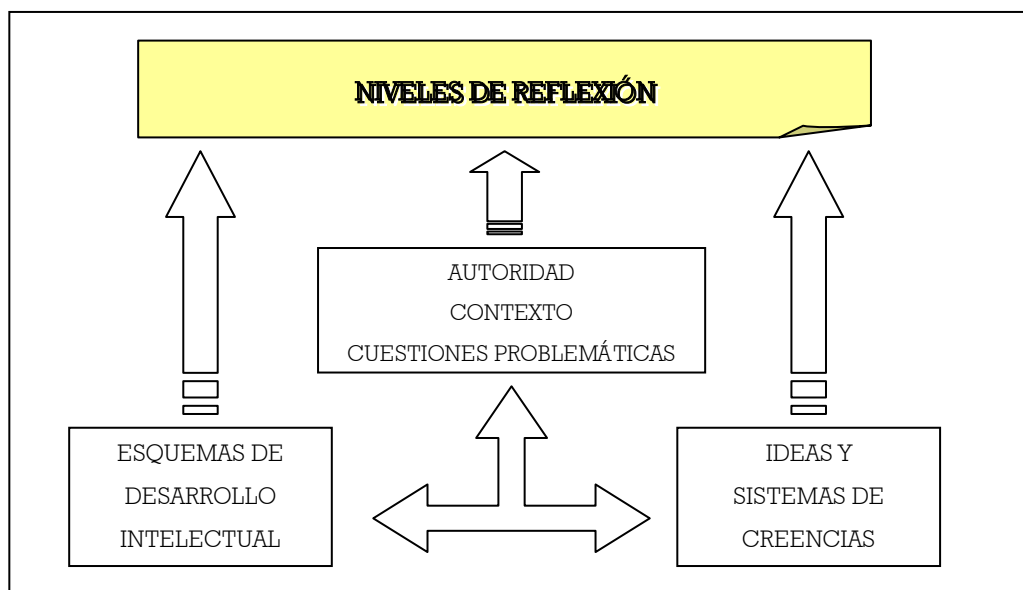 NIVELES DE REFLEXIÓN
AUTORIDAD
CONTEXTO
CUESTIONES PROBLEMÁTICAS
ESQUEMAS DE
DESARROLLO
INTELECTUAL
IDEAS Y
SISTEMAS DE
CREENCIAS